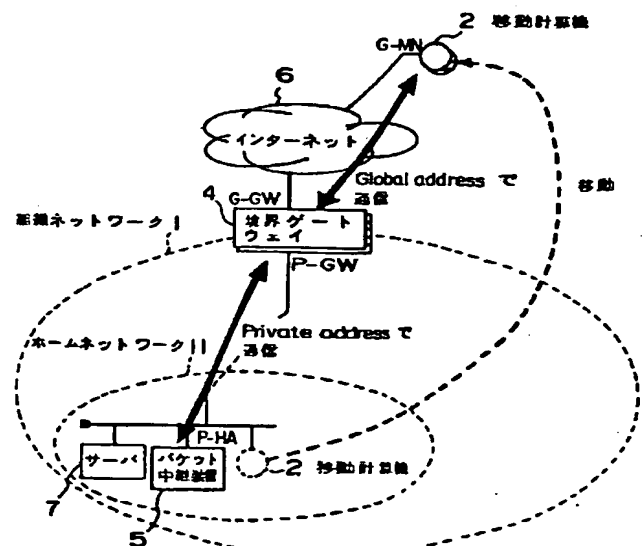 2 移動計算機
G-MN
6
インターネット
Global address で
通信
移動
G-GW
4
境界ゲート
ウェイ
組織ネットワーク 1
P-GW
Private address で
通信
ホームネットワーク 11
P-HA
サーバ
パケット
中継装置
2 移動計算機
7
5